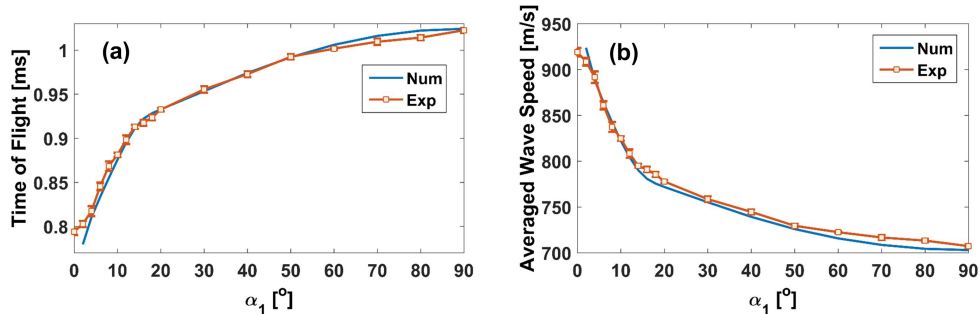 (a)
Time of Flight [ms]
1
0.95
0.9
0.85
0.8
Num
Exp
0 10 20 30 40 50 60 70 80 90
α1 [o]
(b)
Averaged Wave Speed [m/s]
950
900
850
800
750
700
Num
Exp
0 10 20 30 40 50 60 70 80 90
α1 [o]